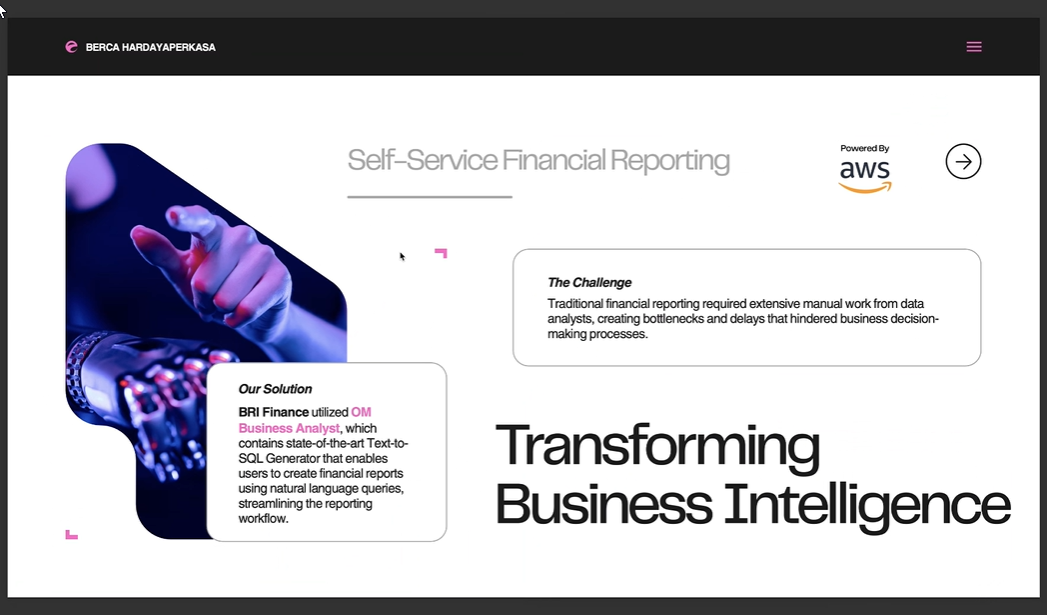 BERCA HARDAYAPERKASA
Self-Service Financial Reporting
Powered By
aws
The Challenge
Traditional financial reporting required extensive manual work from data
analysts, creating bottlenecks and delays that hindered business decision-
making processes.
Our Solution
BRI Finance utilized OM
Business Analyst, which
contains state-of-the-art Text-to-
SQL Generator that enables
users to create financial reports
using natural language queries,
streamlining the reporting
workflow.
Transforming
Business Intelligence